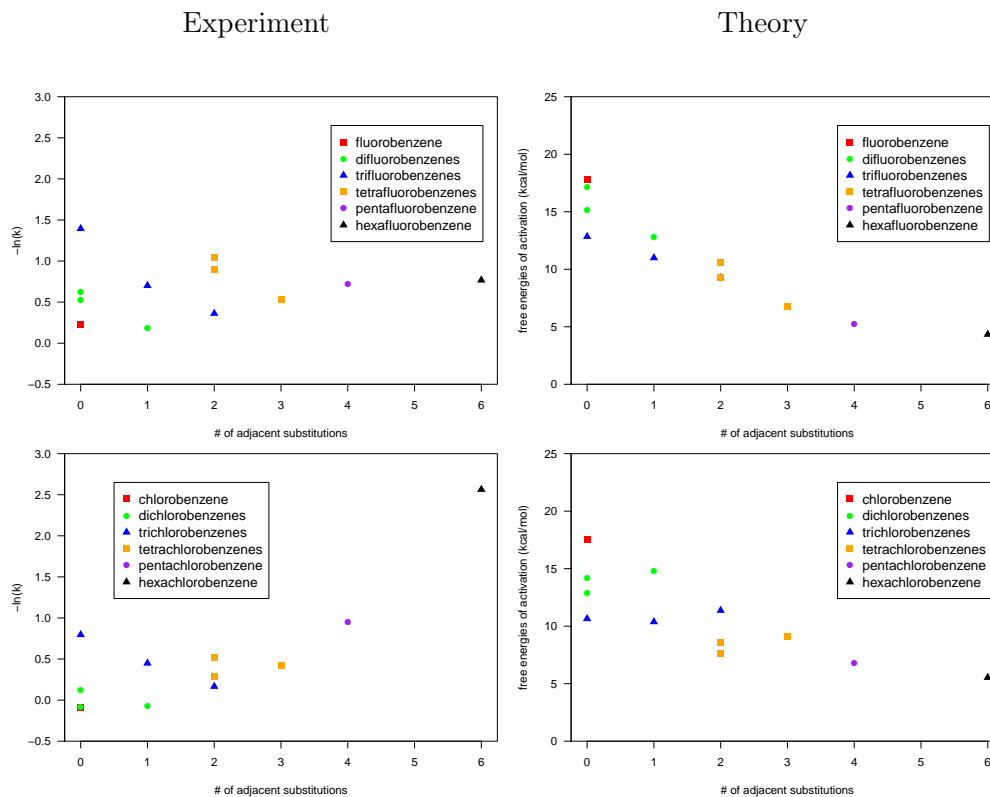 Experiment
Theory
3.0
2.5
2.0
1.5
1.0
0.5
0.0
−0.5
−ln(k)
fluorobenzene
difluorobenzenes
trifluorobenzenes
tetrafluorobenzenes
pentafluorobenzene
hexafluorobenzene
0 1 2 3 4 5 6
# of adjacent substitutions
25
20
15
10
5
0
free energies of activation (kcal/mol)
fluorobenzene
difluorobenzenes
trifluorobenzenes
tetrafluorobenzenes
pentafluorobenzene
hexafluorobenzene
0 1 2 3 4 5 6
# of adjacent substitutions
3.0
2.5
2.0
1.5
1.0
0.5
0.0
−0.5
−ln(k)
chlorobenzene
dichlorobenzenes
trichlorobenzenes
tetrachlorobenzenes
pentachlorobenzene
hexachlorobenzene
0 1 2 3 4 5 6
# of adjacent substitutions
25
20
15
10
5
0
free energies of activation (kcal/mol)
chlorobenzene
dichlorobenzenes
trichlorobenzenes
tetrachlorobenzenes
pentachlorobenzene
hexachlorobenzene
0 1 2 3 4 5 6
# of adjacent substitutions